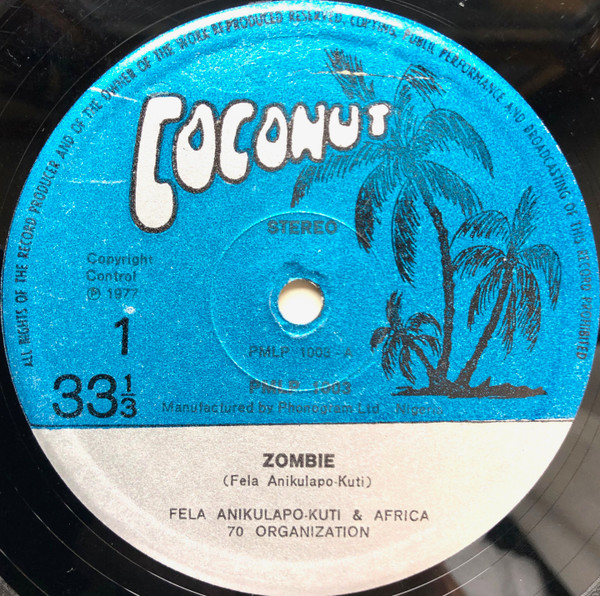 ALL RIGHTS OF THE RECORD PRODUCER AND OF THE OWNER OF THE WORK REPRODUCED RESERVED, COPYING, PUBLIC PERFORMANCE AND BROADCASTING OF THIS RECORD PROHIBITED
COCONUT
STEREO
Copyright
Control
℗ 1977
1
PMLP 1003-A
33 1/3
PMLP 1003
Manufactured by Phonogram Ltd., Nigeria
ZOMBIE
(Fela Anikulapo-Kuti)
FELA ANIKULAPO-KUTI & AFRICA
70 ORGANIZATION